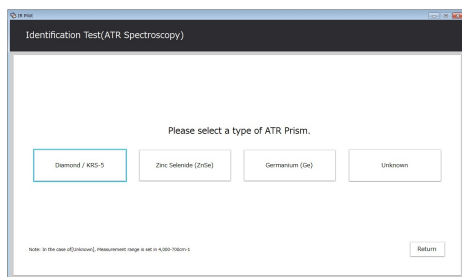 IR Pilot
Identification Test(ATR Spectroscopy)
Please select a type of ATR Prism.
Diamond / KRS-5
Zinc Selenide (ZnSe)
Germanium (Ge)
Unknown
Note: In the case of[Unknown], Measurement range is set in 4,000-700cm-1
Return